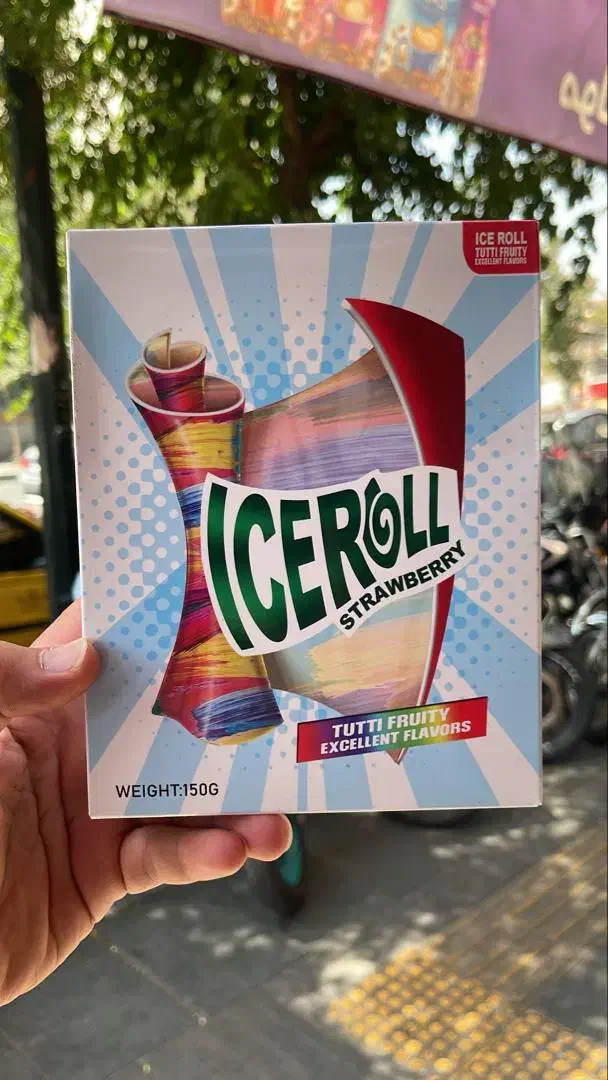 ICE ROLL
TUTTI FRUITY
EXCELLENT FLAVORS
ICEROLL
STRAWBERRY
TUTTI FRUITY
EXCELLENT FLAVORS
WEIGHT:150G